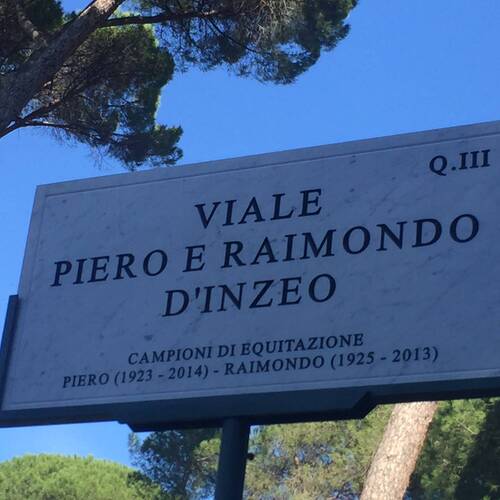 Q.III
VIALE
PIERO E RAIMONDO
D'INZEO
CAMPIONI DI EQUITAZIONE
PIERO (1923 - 2014) - RAIMONDO (1925 - 2013)